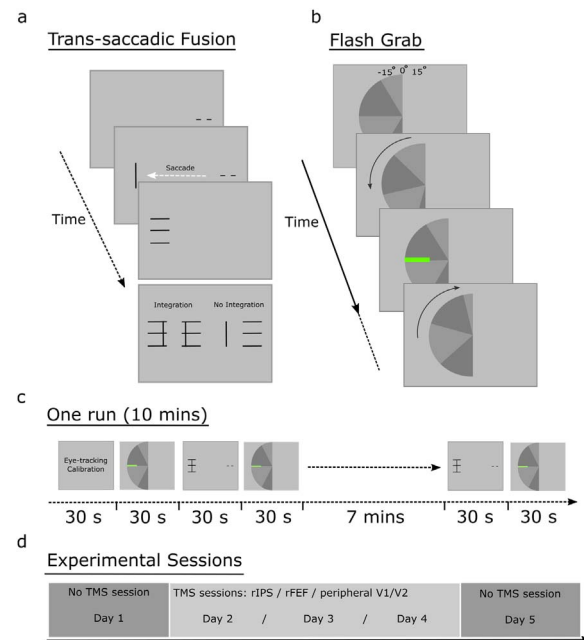 a
Trans-saccadic Fusion
Saccade
Time
Integration No Integration
b
Flash Grab
-15° 0° 15°
Time
c
One run (10 mins)
Eye-tracking
Calibration
30 s 30 s 30 s 30 s 7 mins 30 s 30 s
d
Experimental Sessions
No TMS session TMS sessions: rIPS / rFEF / peripheral V1/V2 No TMS session
Day 1 Day 2 / Day 3 / Day 4 Day 5